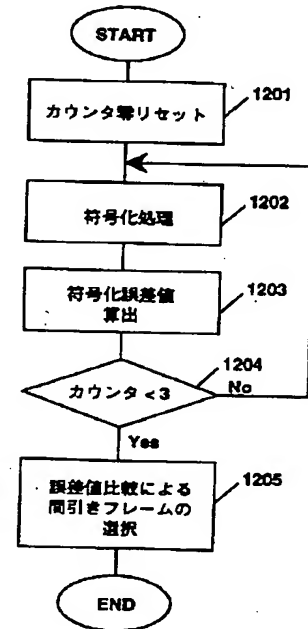 START
カウンタ零リセット
1201
符号化処理
1202
符号化誤差値
算出
1203
カウンタ<3
1204
No
Yes
誤差値比較による
間引きフレームの
選択
1205
END